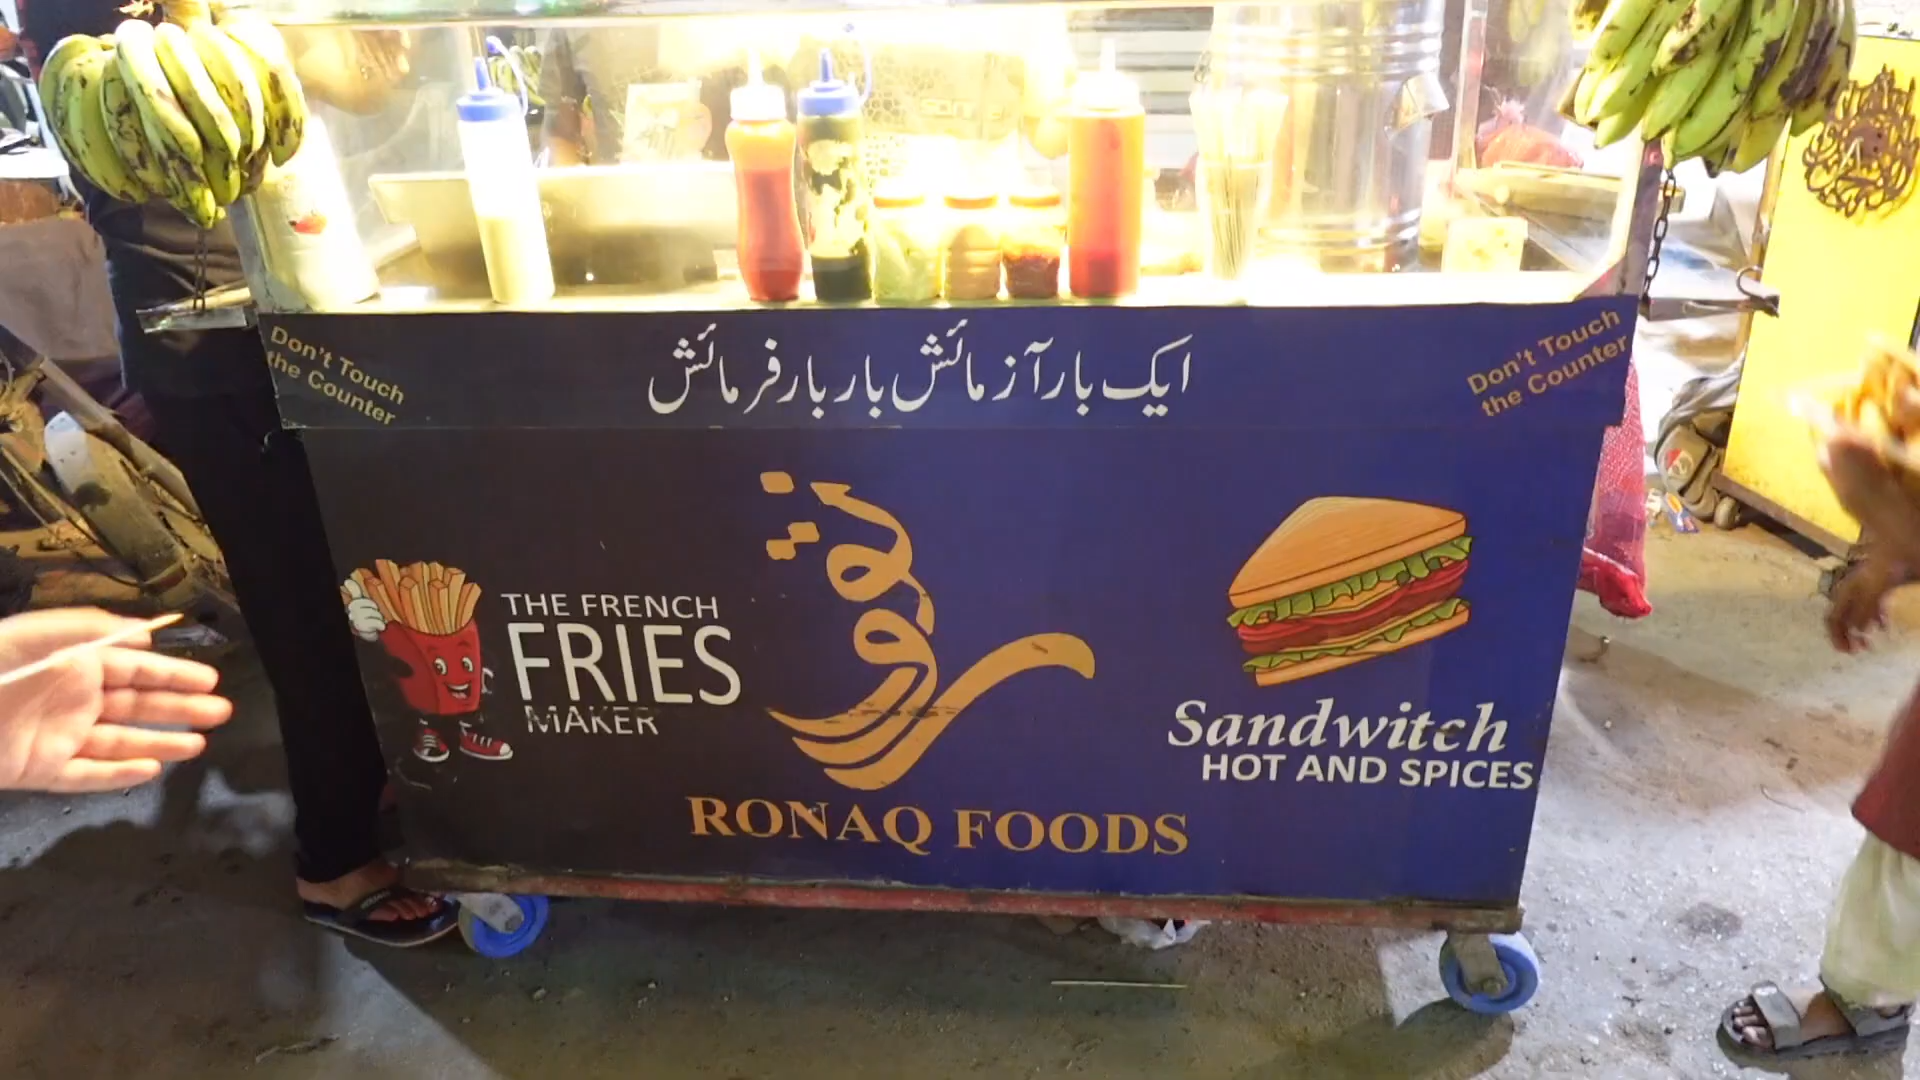 ایک بار آزمائش بار بار فرمائش
Don't Touch
the Counter
Don't Touch
the Counter
THE FRENCH
FRIES
MAKER
رونق
Sandwitch
HOT AND SPICES
RONAQ FOODS